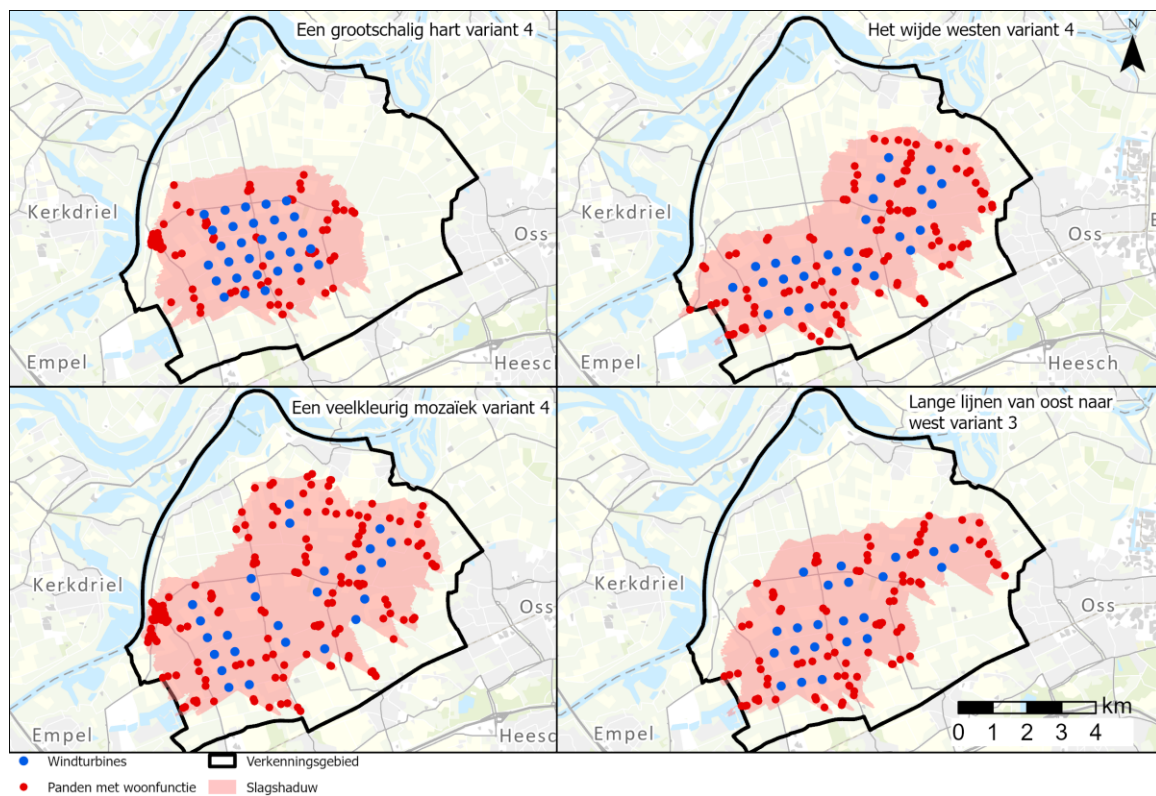 Een grootschalig hart variant 4
Kerkdriel
Oss
Empel
Heesch
Het wijde westen variant 4
N
Kerkdriel
Oss
Empel
Heesch
Een veelkleurig mozaïek variant 4
Kerkdriel
Oss
Empel
Heesc
Lange lijnen van oost naar
west variant 3
Kerkdriel
Oss
Empel
km
0 1 2 3 4
Windturbines
Verkenningsgebied
Panden met woonfunctie
Slagshaduw